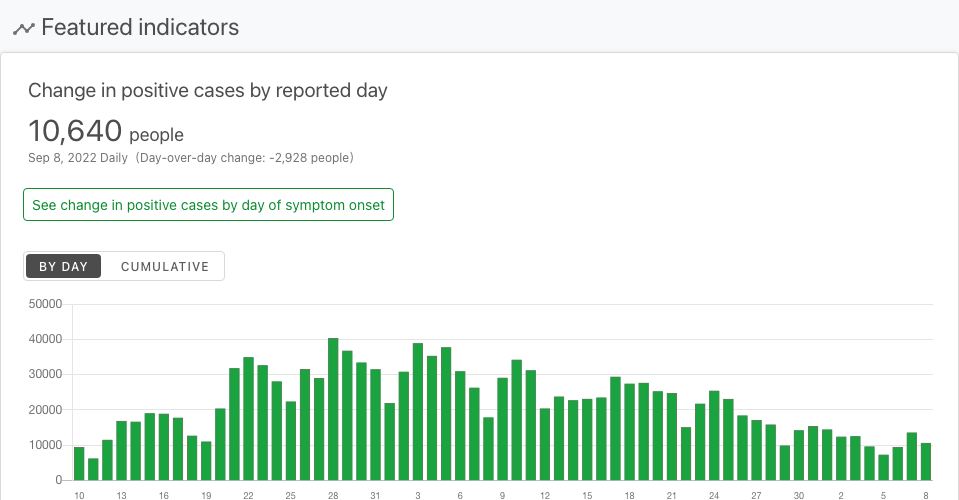 Featured indicators
Change in positive cases by reported day
10,640 people
Sep 8, 2022 Daily (Day-over-day change: -2,928 people)
See change in positive cases by day of symptom onset
BY DAY CUMULATIVE
50000
40000
30000
20000
10000
0
10 13 16 19 22 25 28 31 3 6 9 12 15 18 21 24 27 30 2 5 8